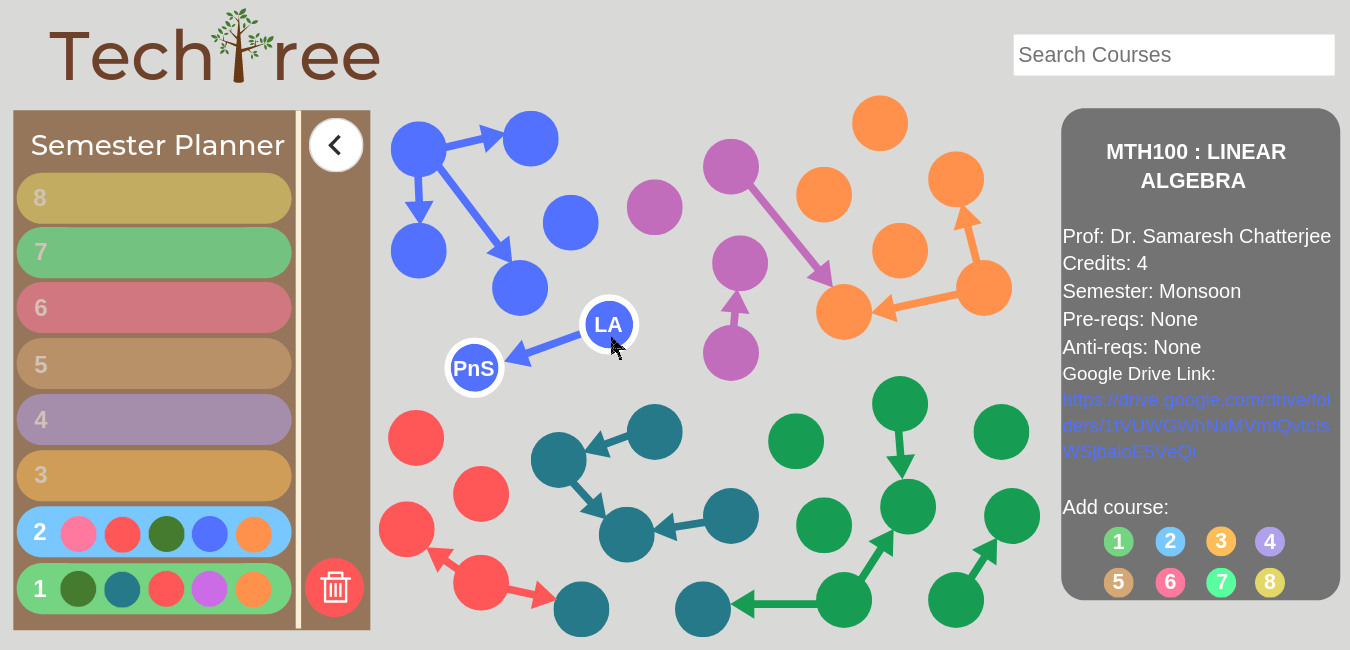 TechTree
Search Courses
Semester Planner
8
7
6
5
4
3
2
1
LA
PnS
MTH100 : LINEAR
ALGEBRA
Prof: Dr. Samaresh Chatterjee
Credits: 4
Semester: Monsoon
Pre-reqs: None
Anti-reqs: None
Google Drive Link:
https://drive.google.com/drive/fol
Add course:
1 2 3 4
5 6 7 8